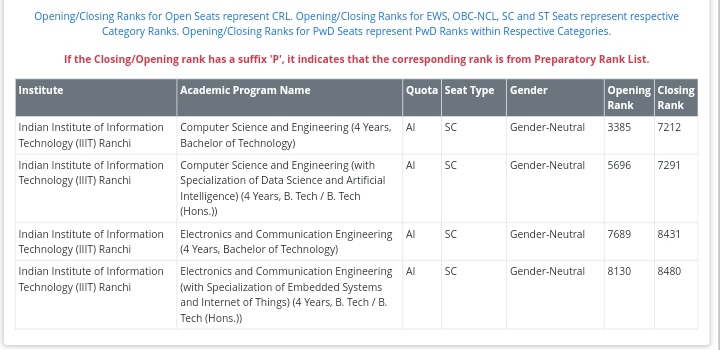 Opening/Closing Ranks for Open Seats represent CRL. Opening/Closing Ranks for EWS, OBC-NCL, SC and ST Seats represent respective
Category Ranks. Opening/Closing Ranks for PwD Seats represent PwD Ranks within Respective Categories.
If the Closing/Opening rank has a suffix 'P', it indicates that the corresponding rank is from Preparatory Rank List.
Institute Academic Program Name Quota Seat Type Gender Opening Closing
Rank Rank
Indian Institute of Information Computer Science and Engineering (4 Years, AI SC Gender-Neutral 3385 7212
Technology (IIIT) Ranchi Bachelor of Technology)
Indian Institute of Information Computer Science and Engineering (with AI SC Gender-Neutral 5696 7291
Technology (IIIT) Ranchi Specialization of Data Science and Artificial
Intelligence) (4 Years, B. Tech / B. Tech
(Hons.))
Indian Institute of Information Electronics and Communication Engineering AI SC Gender-Neutral 7689 8431
Technology (IIIT) Ranchi (4 Years, Bachelor of Technology)
Indian Institute of Information Electronics and Communication Engineering AI SC Gender-Neutral 8130 8480
Technology (IIIT) Ranchi (with Specialization of Embedded Systems
and Internet of Things) (4 Years, B. Tech / B.
Tech (Hons.))